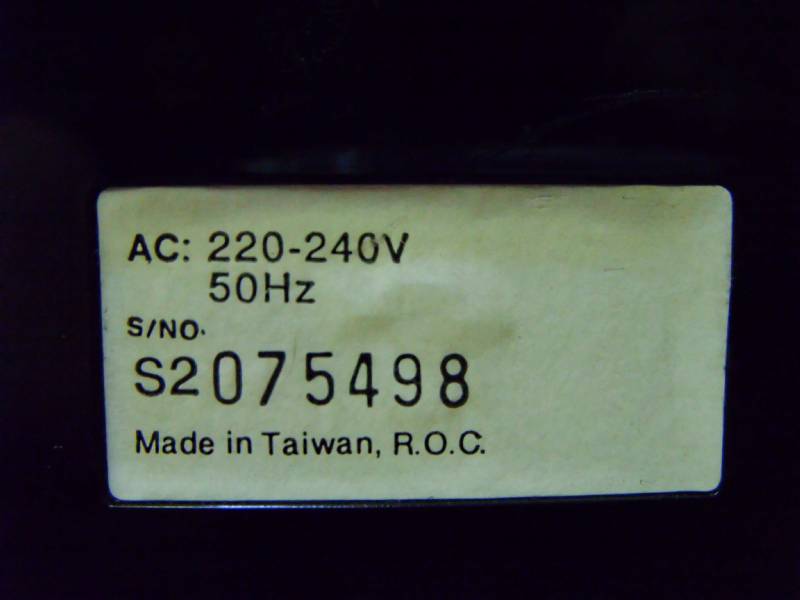 AC: 220-240V
50Hz
S/NO.
S2075498
Made in Taiwan, R.O.C.